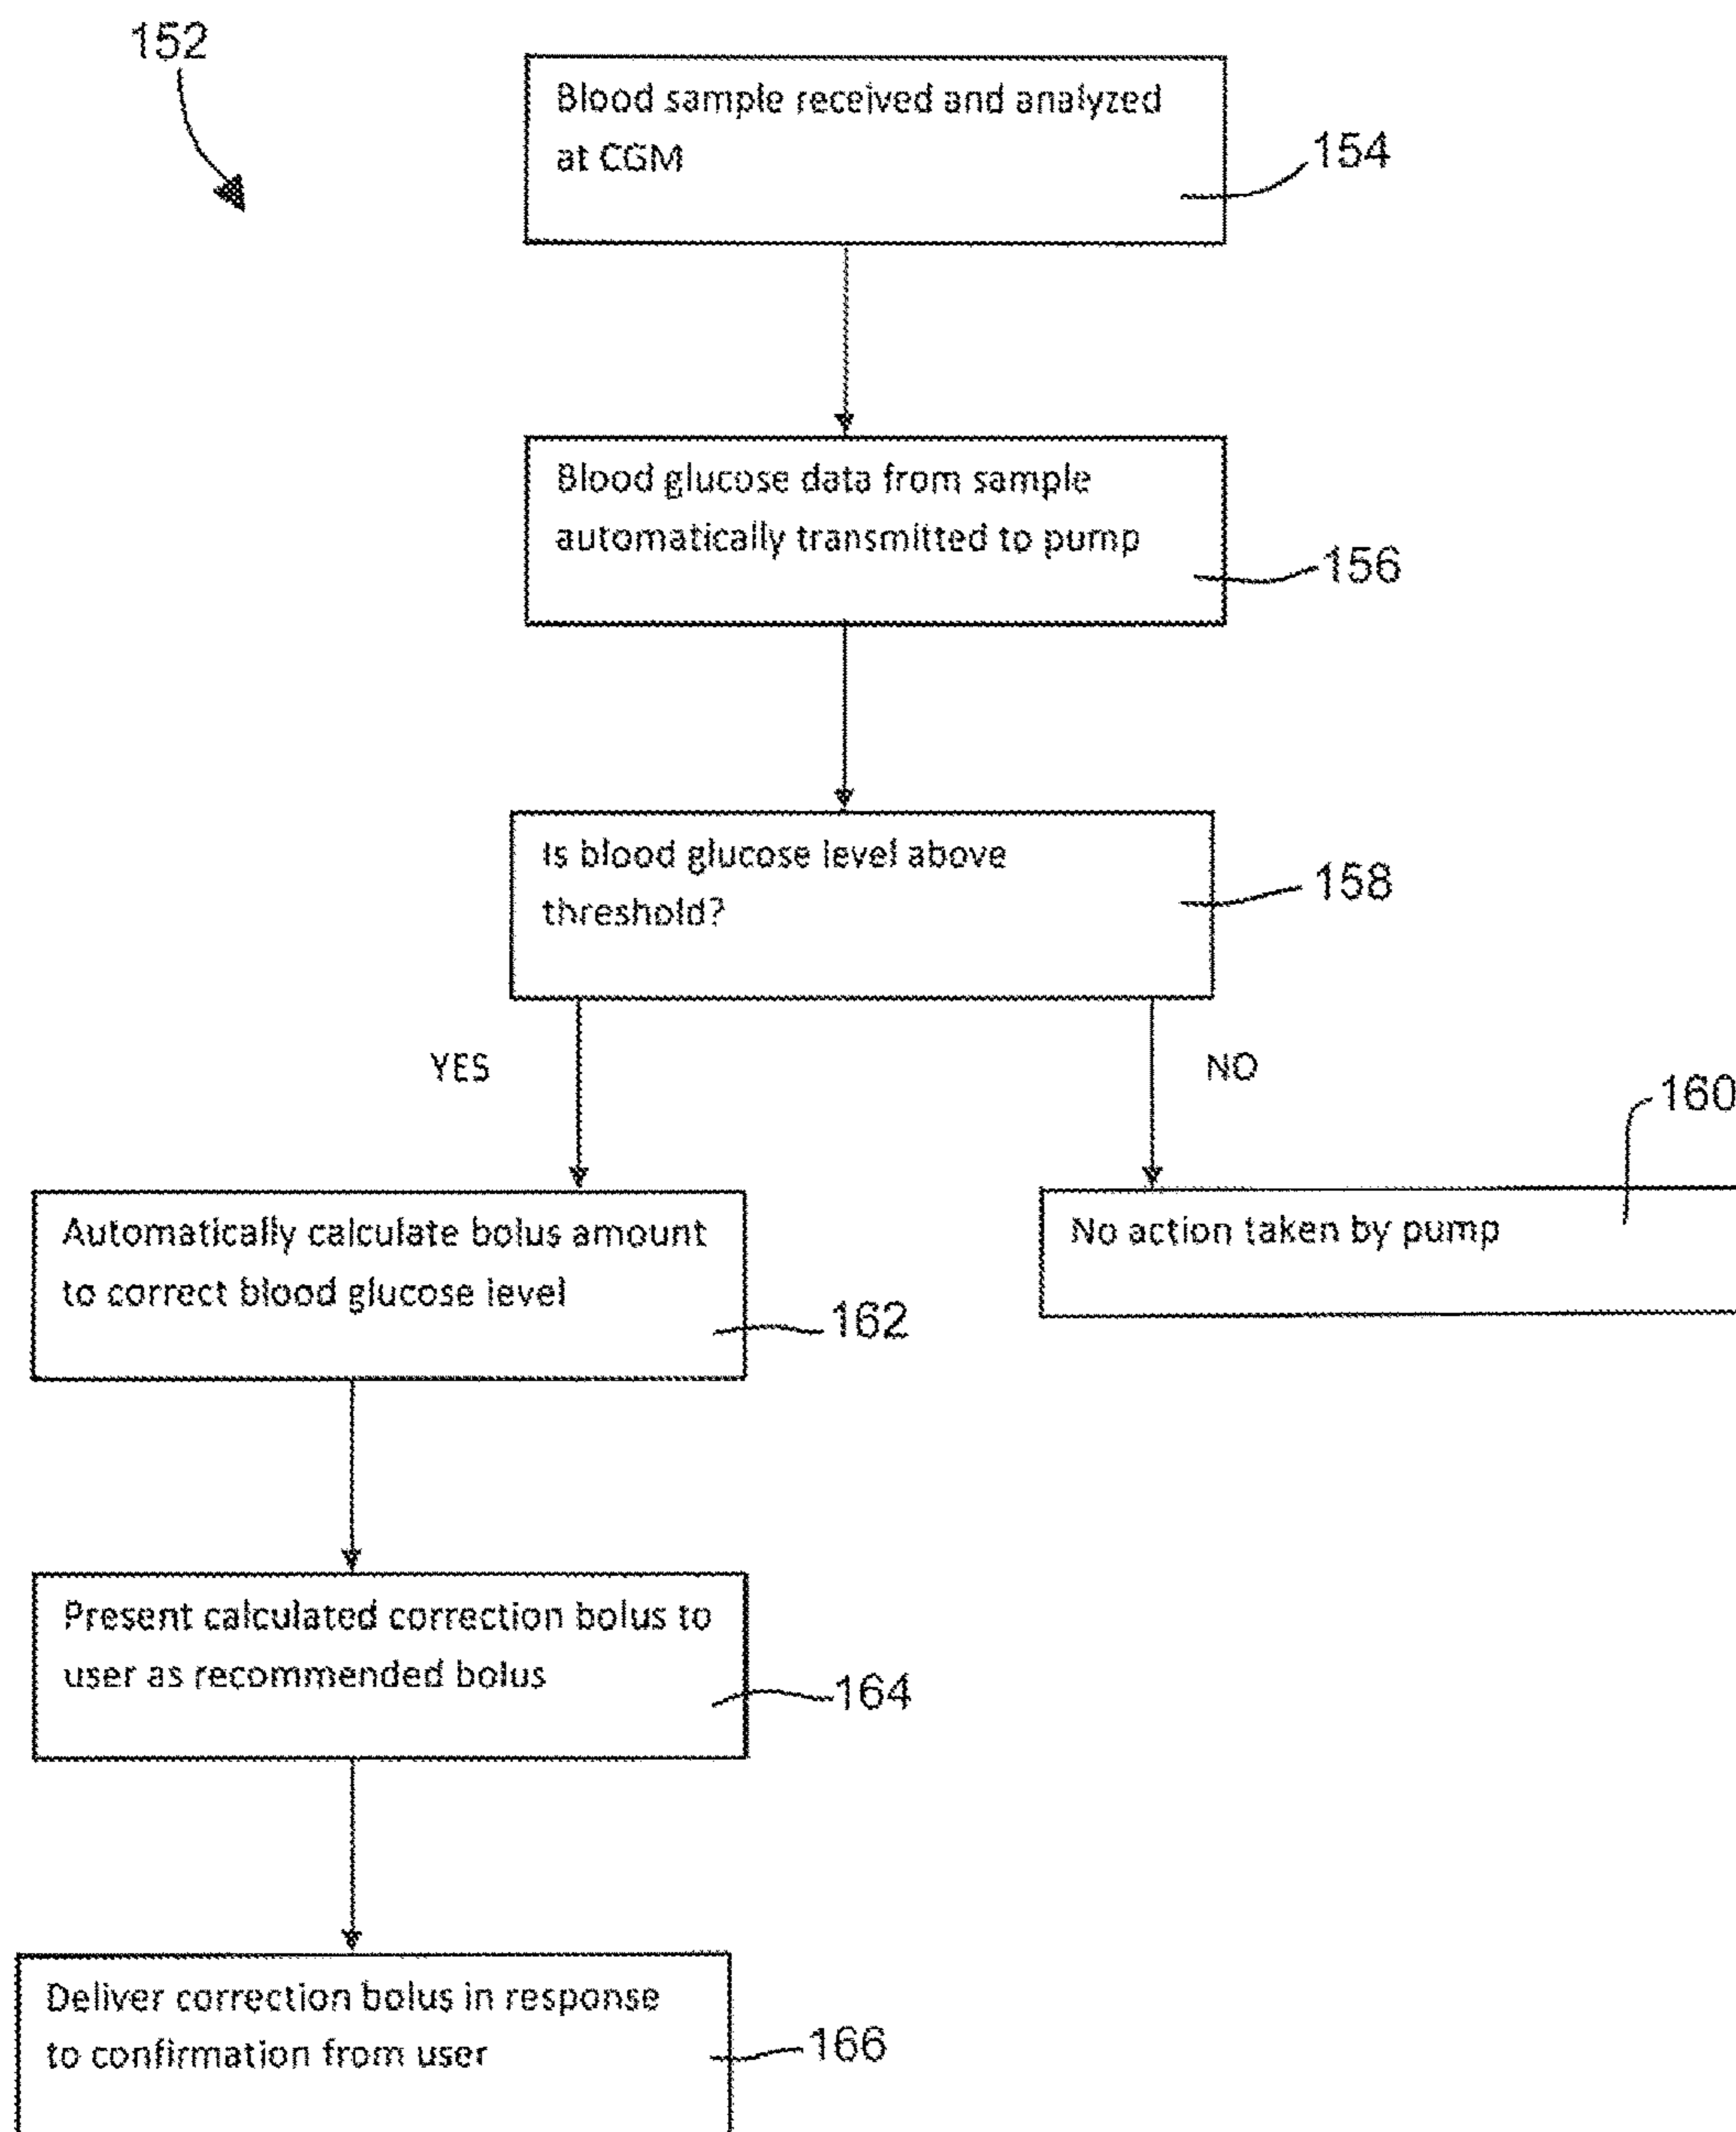 152
Blood sample received and analyzed
at CGM
154
Blood glucose data from sample
automatically transmitted to pump
156
Is blood glucose level above
threshold?
158
YES
NO
160
Automatically calculate bolus amount
to correct blood glucose level
162
No action taken by pump
Present calculated correction bolus to
user as recommended bolus
164
Deliver correction bolus in response
to confirmation from user
166